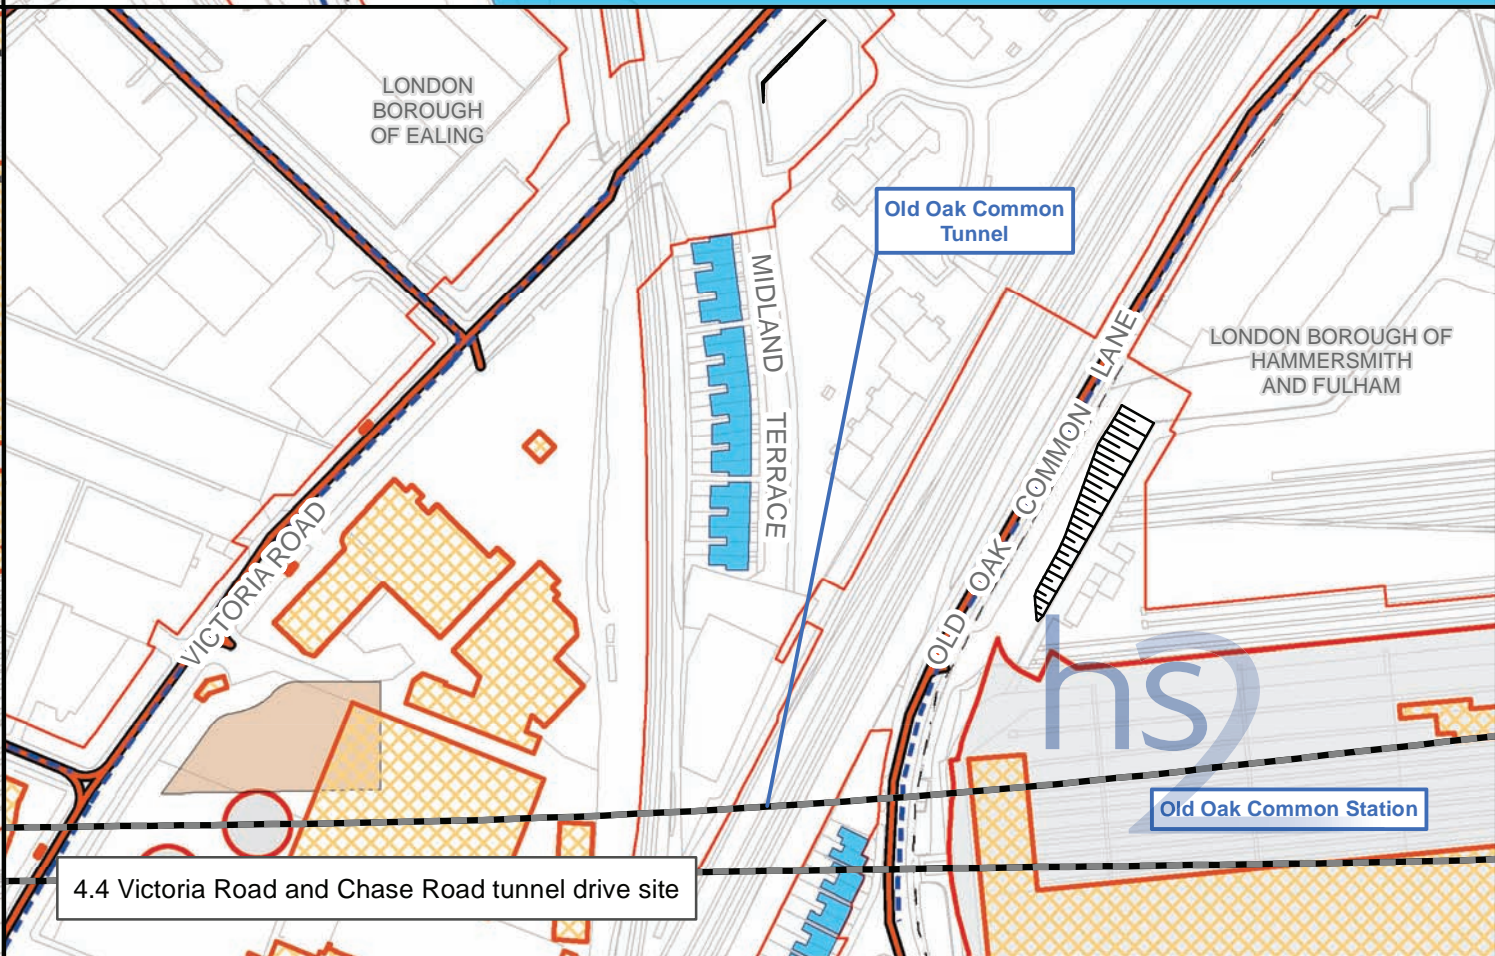 LONDON
BOROUGH
OF EALING
Old Oak Common
Tunnel
MIDLAND TERRACE
LONDON BOROUGH OF
HAMMERSMITH
AND FULHAM
OLD OAK COMMON LANE
VICTORIA ROAD
hs2
Old Oak Common Station
4.4 Victoria Road and Chase Road tunnel drive site